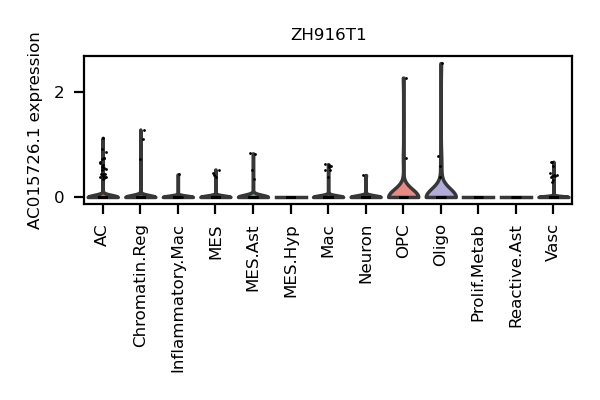 ZH916T1
AC015726.1 expression
2
0
AC
Chromatin.Reg
Inflammatory.Mac
MES
MES.Ast
MES.Hyp
Mac
Neuron
OPC
Oligo
Prolif.Metab
Reactive.Ast
Vasc